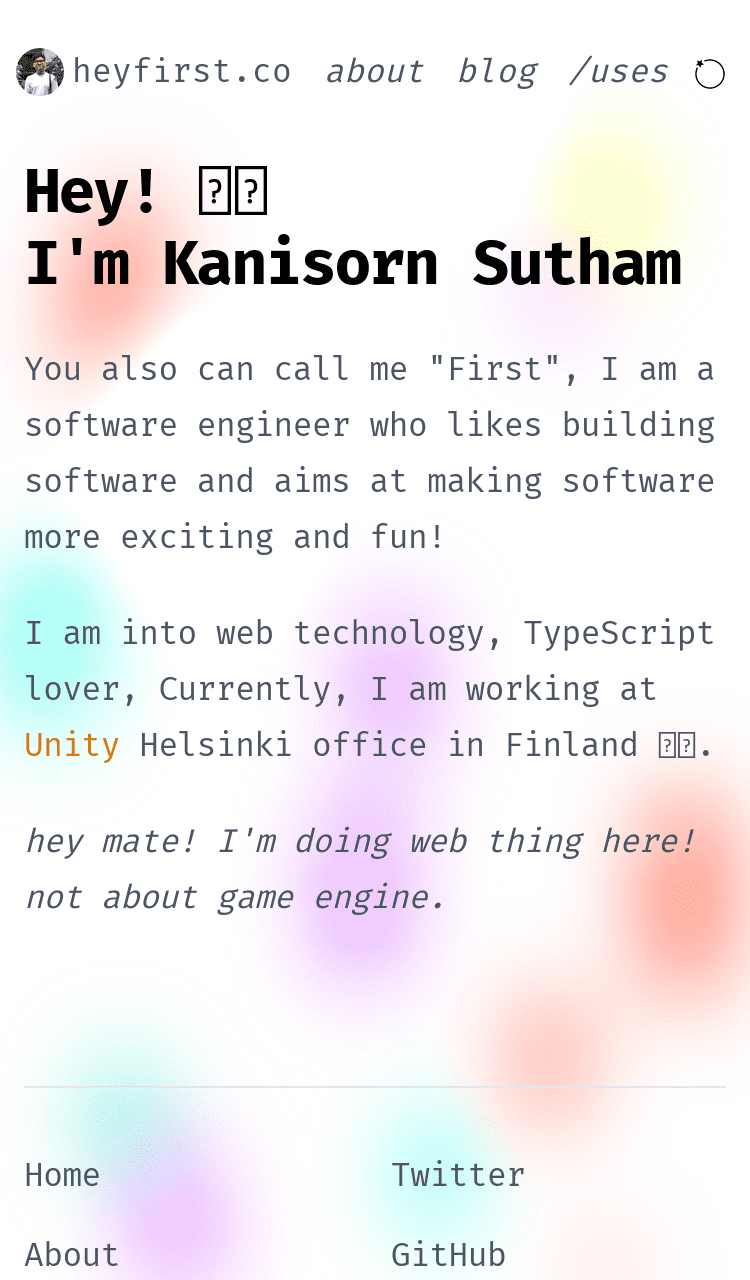 heyfirst.co about blog /uses
Hey!
I'm Kanisorn Sutham
You also can call me "First", I am a
software engineer who likes building
software and aims at making software
more exciting and fun!
I am into web technology, TypeScript
lover, Currently, I am working at
Unity Helsinki office in Finland .
hey mate! I'm doing web thing here!
not about game engine.
Home Twitter
About GitHub